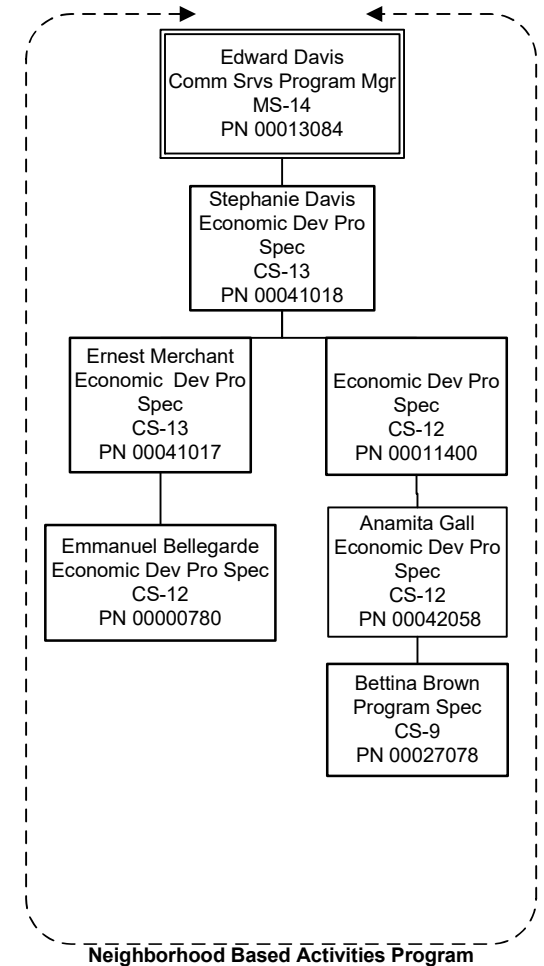 Edward Davis
Comm Srvs Program Mgr
MS-14
PN 00013084
Stephanie Davis
Economic Dev Pro
Spec
CS-13
PN 00041018
Ernest Merchant
Economic Dev Pro
Spec
CS-13
PN 00041017
Economic Dev Pro
Spec
CS-12
PN 00011400
Emmanuel Bellegarde
Economic Dev Pro Spec
CS-12
PN 00000780
Anamita Gall
Economic Dev Pro
Spec
CS-12
PN 00042058
Bettina Brown
Program Spec
CS-9
PN 00027078
Neighborhood Based Activities Program